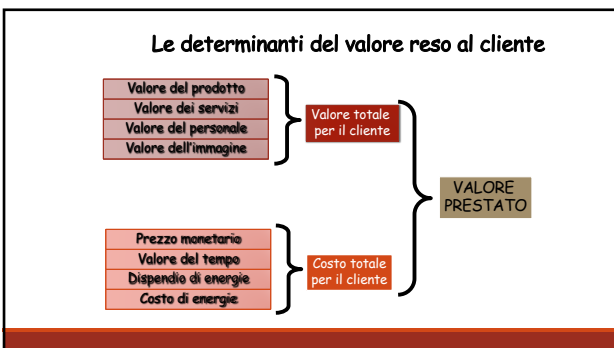 Le determinanti del valore reso al cliente
Valore del prodotto
Valore dei servizi
Valore del personale
Valore dell'immagine
Valore totale
per il cliente
VALORE
PRESTATO
Prezzo monetario
Valore del tempo
Dispendio di energie
Costo di energie
Costo totale
per il cliente